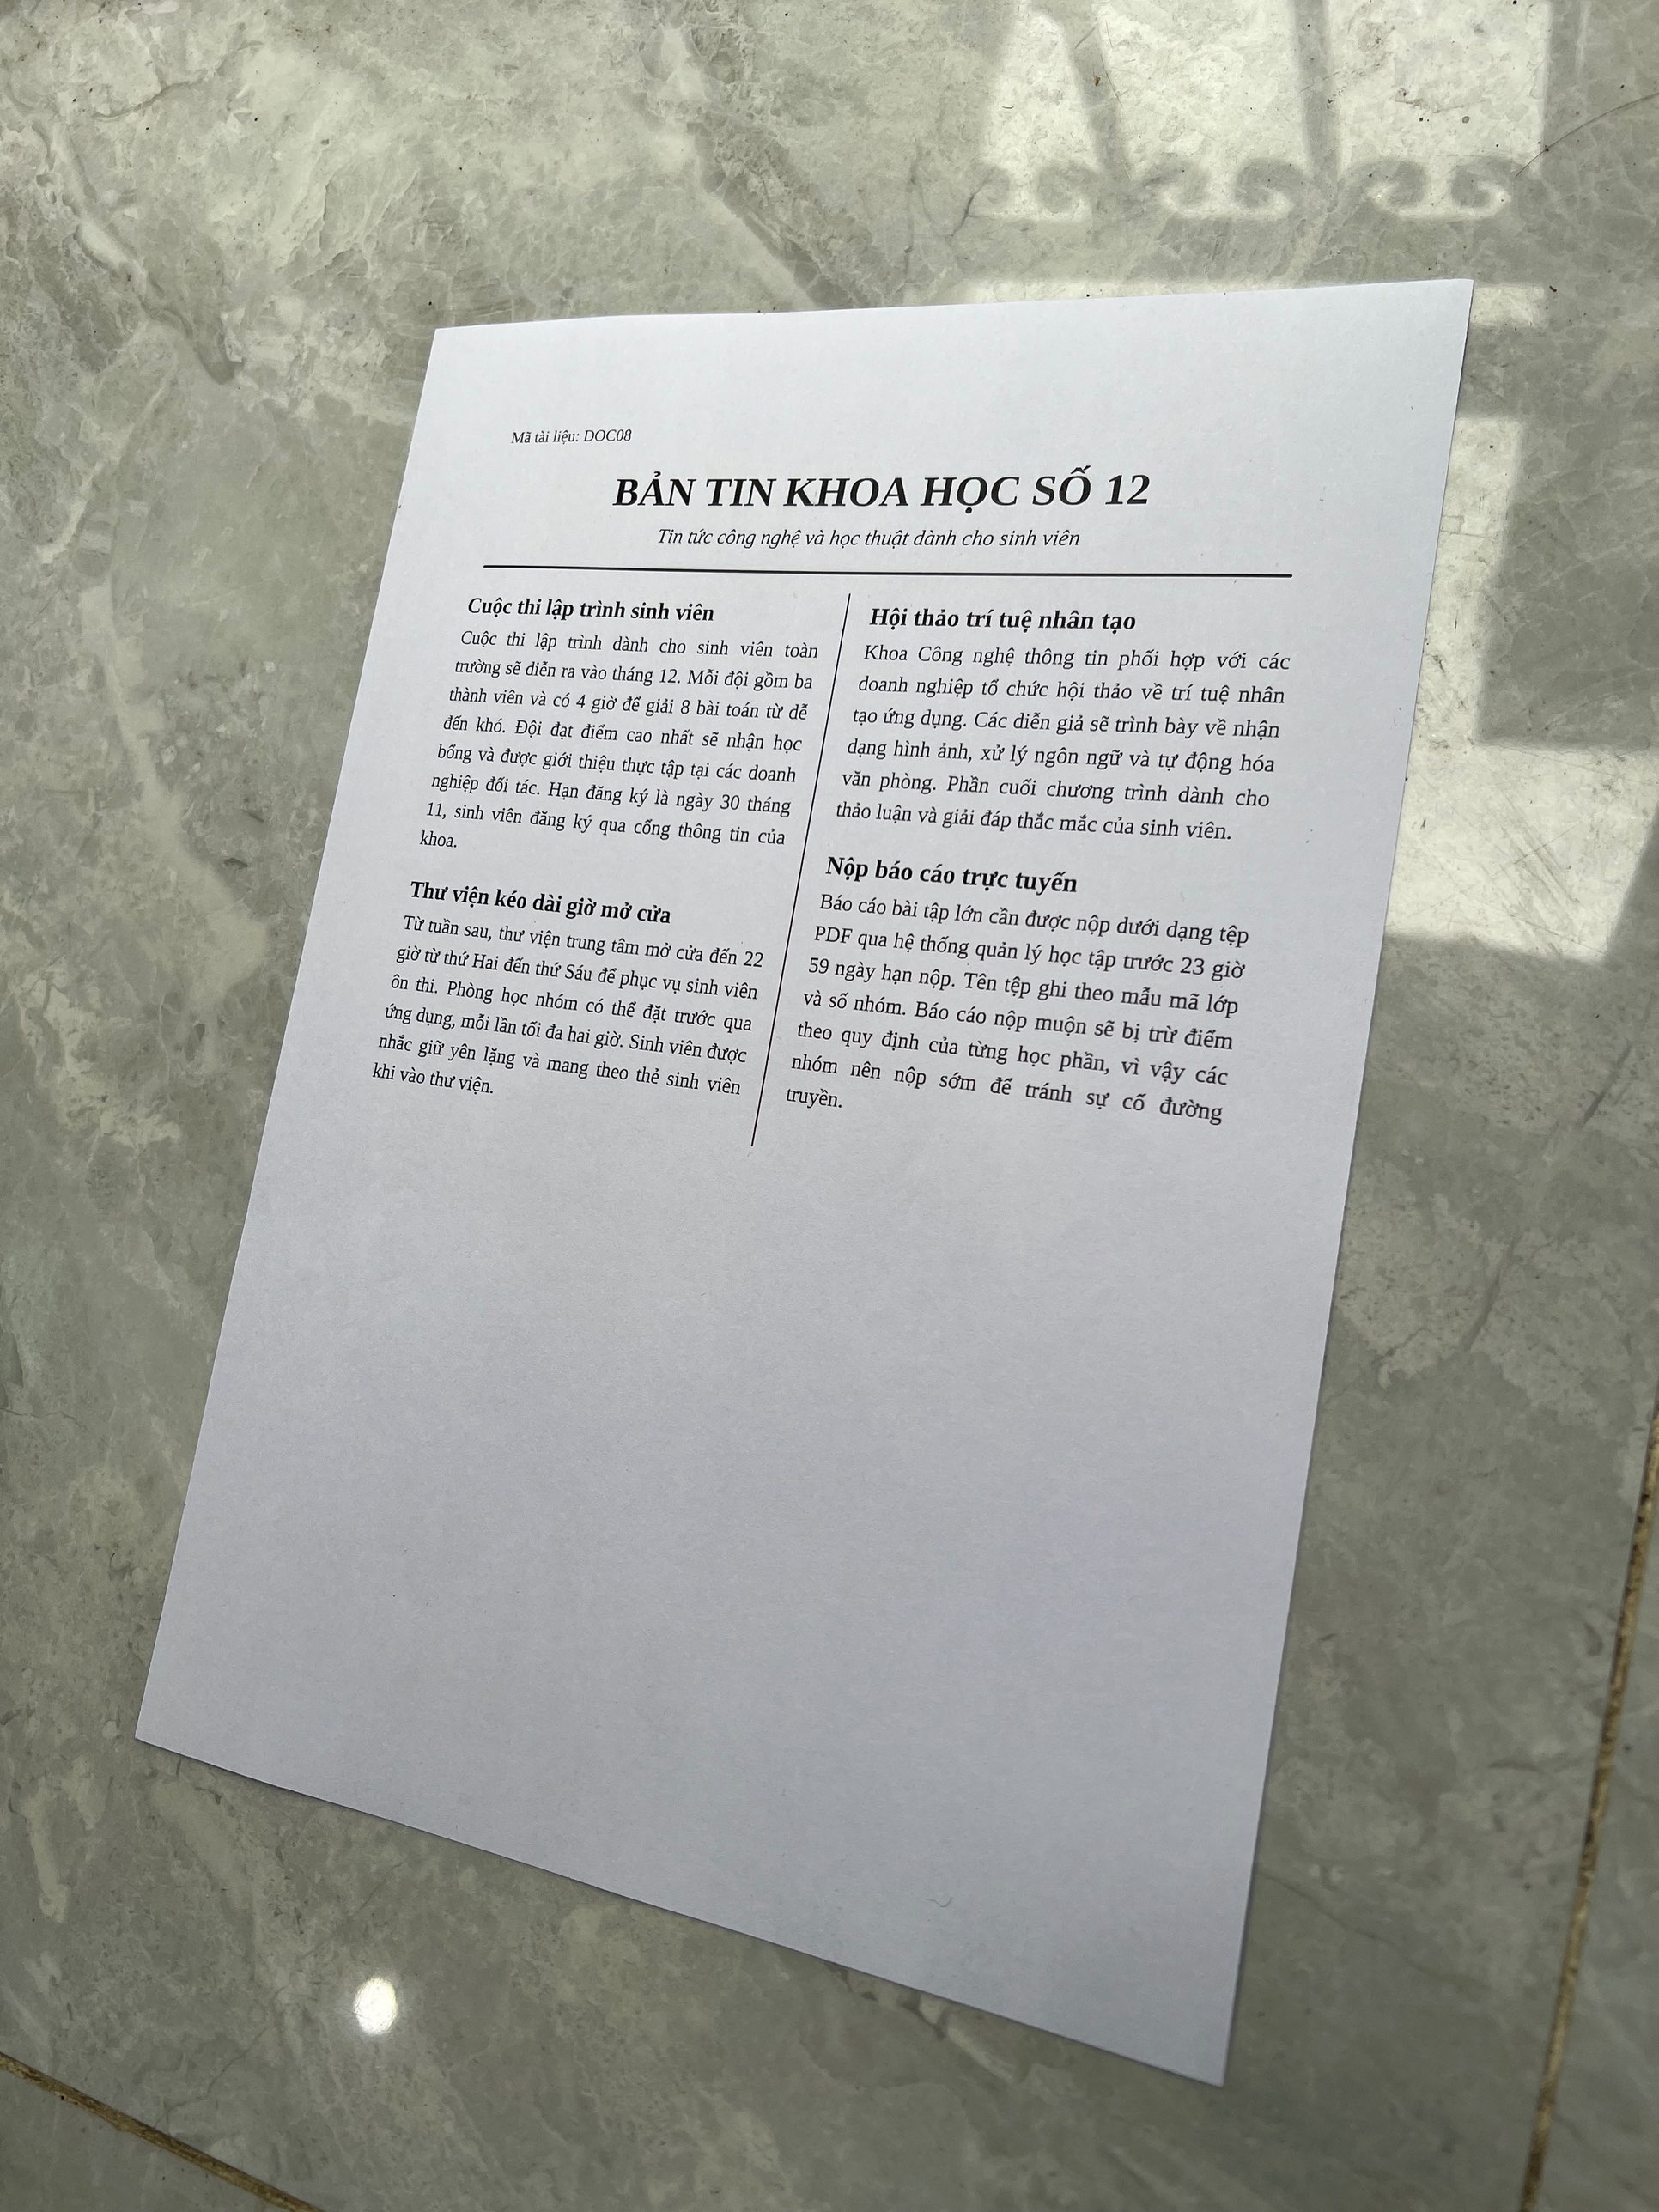 Mã tài liệu: DOC08
BẢN TIN KHOA HỌC SỐ 12
Tin tức công nghệ và học thuật dành cho sinh viên
Cuộc thi lập trình sinh viên
Cuộc thi lập trình dành cho sinh viên toàn
trường sẽ diễn ra vào tháng 12. Mỗi đội gồm ba
thành viên và có 4 giờ để giải 8 bài toán từ dễ
đến khó. Đội đạt điểm cao nhất sẽ nhận học
bổng và được giới thiệu thực tập tại các doanh
nghiệp đối tác. Hạn đăng ký là ngày 30 tháng
11, sinh viên đăng ký qua cổng thông tin của
khoa.
Thư viện kéo dài giờ mở cửa
Từ tuần sau, thư viện trung tâm mở cửa đến 22
giờ từ thứ Hai đến thứ Sáu để phục vụ sinh viên
ôn thi. Phòng học nhóm có thể đặt trước qua
ứng dụng, mỗi lần tối đa hai giờ. Sinh viên được
nhắc giữ yên lặng và mang theo thẻ sinh viên
khi vào thư viện.
Hội thảo trí tuệ nhân tạo
Khoa Công nghệ thông tin phối hợp với các
doanh nghiệp tổ chức hội thảo về trí tuệ nhân
tạo ứng dụng. Các diễn giả sẽ trình bày về nhận
dạng hình ảnh, xử lý ngôn ngữ và tự động hóa
văn phòng. Phần cuối chương trình dành cho
thảo luận và giải đáp thắc mắc của sinh viên.
Nộp báo cáo trực tuyến
Báo cáo bài tập lớn cần được nộp dưới dạng tệp
PDF qua hệ thống quản lý học tập trước 23 giờ
59 ngày hạn nộp. Tên tệp ghi theo mẫu mã lớp
và số nhóm. Báo cáo nộp muộn sẽ bị trừ điểm
theo quy định của từng học phần, vì vậy các
nhóm nên nộp sớm để tránh sự cố đường
truyền.